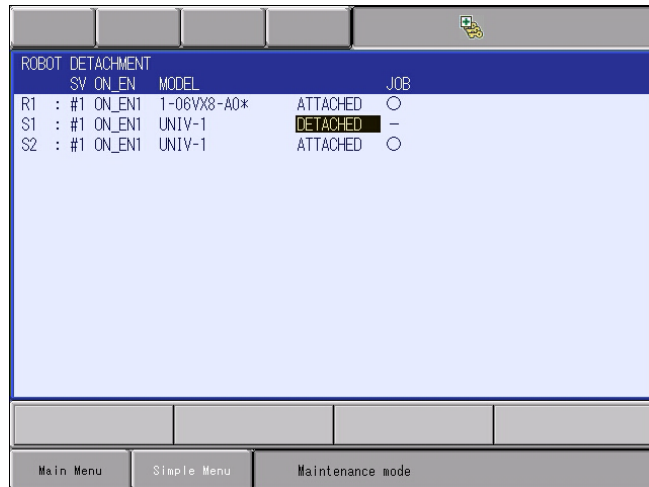 ROBOT DETACHMENT
SV ON_EN MODEL JOB
R1 : #1 ON_EN1 1-06VX8-A0* ATTACHED ○
S1 : #1 ON_EN1 UNIV-1 DETACHED −
S2 : #1 ON_EN1 UNIV-1 ATTACHED ○
Main Menu Simple Menu Maintenance mode